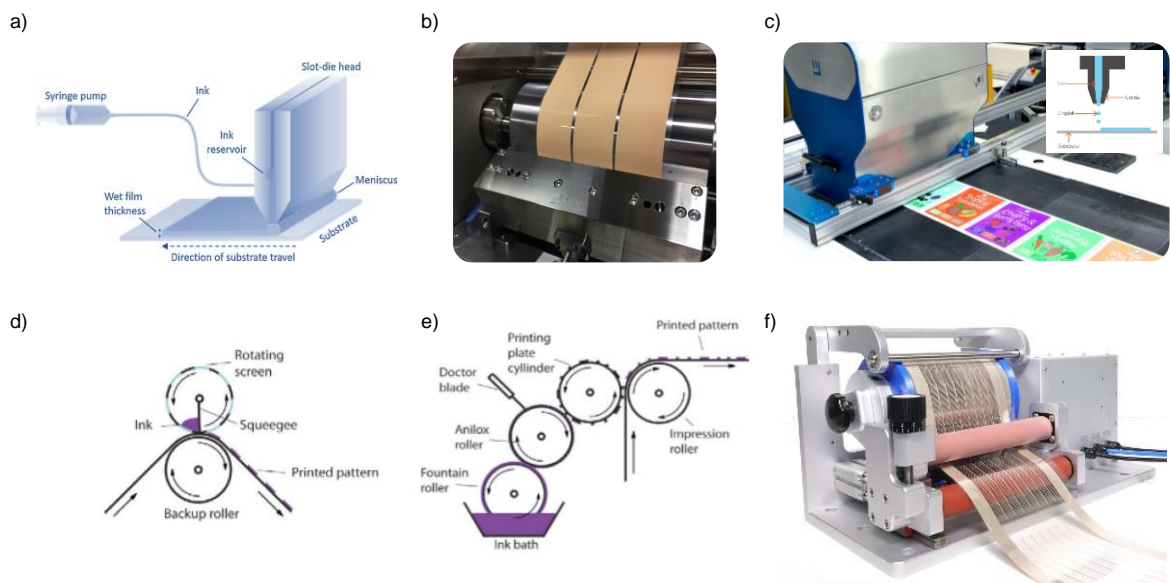 a)
b)
c)
Syringe pump
Ink
Slot-die head
Ink
reservoir
Meniscus
Wet film
thickness
Substrate
Direction of substrate travel
Nozzle
Droplet
Substrate
d)
e)
f)
Rotating
screen
Ink
Squeegee
Printed pattern
Backup roller
Printing
plate
cyllinder
Printed pattern
Doctor
blade
Anilox
roller
Impression
roller
Fountain
roller
Ink bath